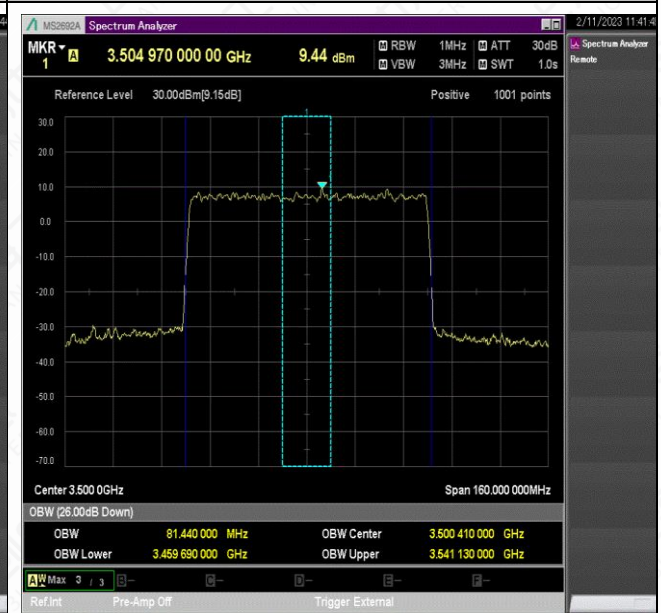 MS2692A Spectrum Analyzer
2/11/2023 11:41:4
MKR 1 A 3.504 970 000 00 GHz 9.44 dBm
M RBW 1MHz M ATT 30dB
M VBW 3MHz M SWT 1.0s
Spectrum Analyzer
Remote
Reference Level 30.00dBm[9.15dB] Positive 1001 points
1
30.0
20.0
10.0
0.0
-10.0
-20.0
-30.0
-40.0
-50.0
-60.0
-70.0
Center 3.500 0GHz Span 160.000 000MHz
OBW (26.00dB Down)
OBW 81.440 000 MHz OBW Center 3.500 410 000 GHz
OBW Lower 3.459 690 000 GHz OBW Upper 3.541 130 000 GHz
A W Max 3 / 3 B- C- D- E- F-
Ref.Int Pre-Amp Off Trigger External